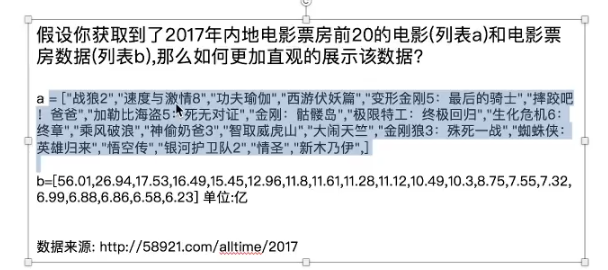 假设你获取到了2017年内地电影票房前20的电影(列表a)和电影票
房数据(列表b),那么如何更加直观的展示该数据?
a = ["战狼2","速度与激情8","功夫瑜伽","西游伏妖篇","变形金刚5：最后的骑士","摔跤吧
！爸爸","加勒比海盗5：死无对证","金刚：骷髅岛","极限特工：终极回归","生化危机6：
终章","乘风破浪","神偷奶爸3","智取威虎山","大闹天竺","金刚狼3：殊死一战","蜘蛛侠：
英雄归来","悟空传","银河护卫队2","情圣","新木乃伊",]
b=[56.01,26.94,17.53,16.49,15.45,12.96,11.8,11.61,11.28,11.12,10.49,10.3,8.75,7.55,7.32,
6.99,6.88,6.86,6.58,6.23] 单位:亿
数据来源: http://58921.com/alltime/2017